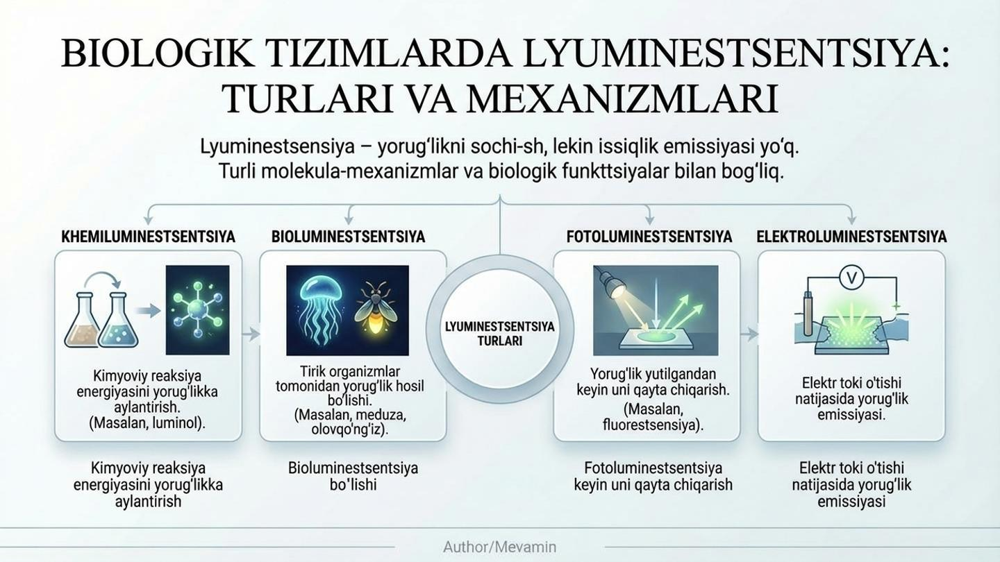 BIOLOGIK TIZIMLARDA LYUMINESTSENTSIYA:
TURLARI VA MEXANIZMLARI
Lyuminestsensiya – yorug‘likni sochi-sh, lekin issiqlik emissiyasi yo‘q.
Turli molekula-mexanizmlar va biologik funkttsiyalar bilan bog‘liq.
KHEMILUMINESTSENTSIYA
Kimyoviy reaksiya
energiyasini yorug'likka
aylantirish.
(Masalan, luminol).
Kimyoviy reaksiya
energiyasini yorug'likka
aylantirish
BIOLUMINESTSENTSIYA
Tirik organizmlar
tomonidan yorug'lik hosil
bo'lishi.
(Masalan, meduza,
olovqo'ng'iz).
Bioluminestsentsiya
bo'lishi
LYUMINESTSENTSIYA
TURLARI
FOTOLUMINESTSENTSIYA
Yorug'lik yutilgandan
keyin uni qayta chiqarish.
(Masalan,
fluorestsensiya).
Fotoluminestsentsiya
keyin uni qayta chiqarish
ELEKTROLUMINESTSENTSIYA
V
Elektr toki o'tishi
natijasida yorug'lik
emissiyasi.
Elektr toki o'tishi
natijasida yorug'lik
emissiyasi
Author/Mevamin